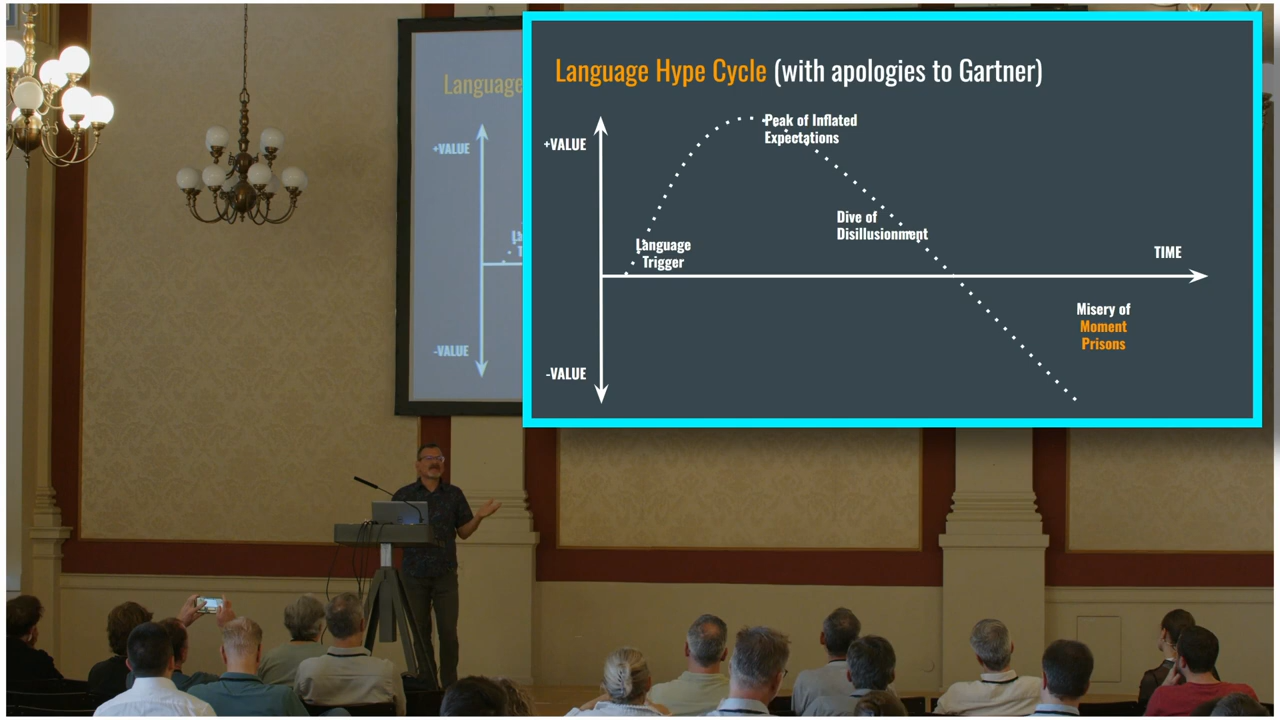 Language
+VALUE
-VALUE
Language Hype Cycle (with apologies to Gartner)
+VALUE
Peak of Inflated
Expectations
Dive of
Disillusionment
Language
Trigger
TIME
Misery of
Moment
Prisons
-VALUE